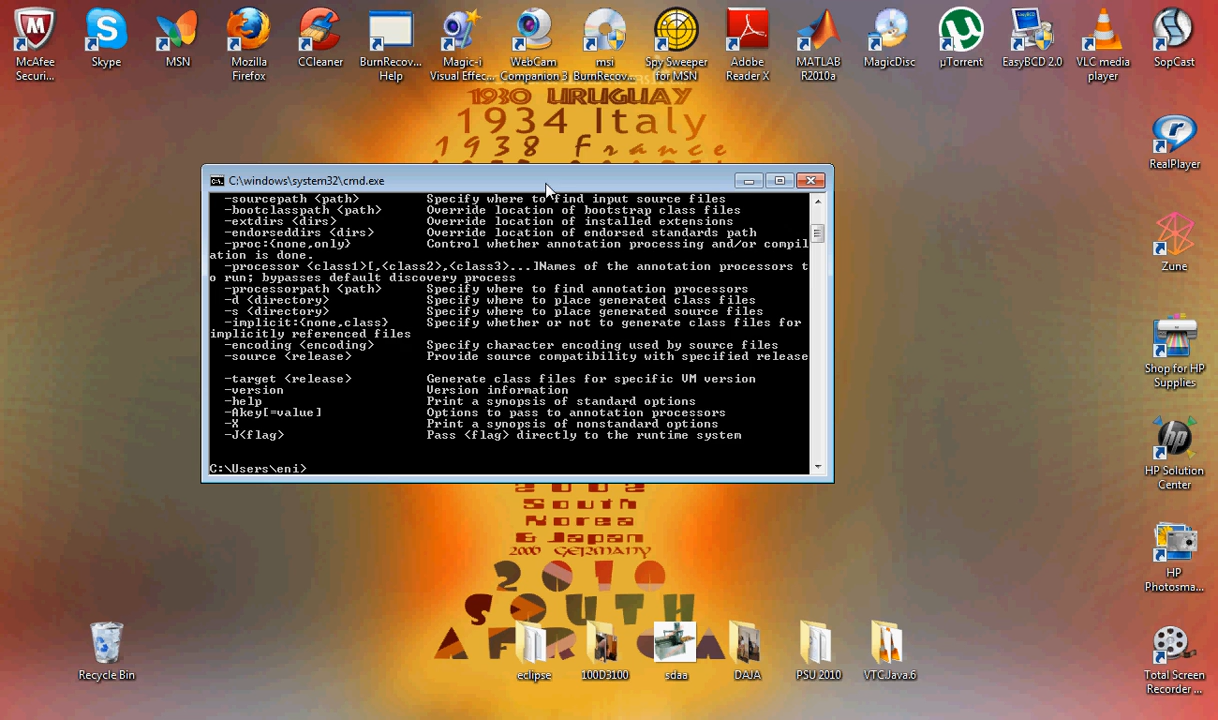 McAfee Securi...
Skype
MSN
Mozilla Firefox
CCleaner
BurnRecov... Help
Magic-i Visual Effec...
WebCam Companion 3
msi BurnRecov...
Spy Sweeper for MSN
Adobe Reader X
MATLAB R2010a
MagicDisc
µTorrent
EasyBCD 2.0
VLC media player
SopCast
1930 URUGUAY
1934 Italy
1938 France
RealPlayer
Zune
Shop for HP Supplies
HP Solution Center
HP Photosma...
Total Screen Recorder ...
C:\windows\system32\cmd.exe
-sourcepath <path> Specify where to find input source files
-bootclasspath <path> Override location of bootstrap class files
-extdirs <dirs> Override location of installed extensions
-endorseddirs <dirs> Override location of endorsed standards path
-proc:{none,only} Control whether annotation processing and/or compil
ation is done.
-processor <class1>[,<class2>,<class3>...]Names of the annotation processors t
o run; bypasses default discovery process
-processorpath <path> Specify where to find annotation processors
-d <directory> Specify where to place generated class files
-s <directory> Specify where to place generated source files
-implicit:{none,class} Specify whether or not to generate class files for
implicitly referenced files
-encoding <encoding> Specify character encoding used by source files
-source <release> Provide source compatibility with specified release
-target <release> Generate class files for specific VM version
-version Version information
-help Print a synopsis of standard options
-Akey[=value] Options to pass to annotation processors
-X Print a synopsis of nonstandard options
-J<flag> Pass <flag> directly to the runtime system
C:\Users\eni>
2002
South
Korea
& Japan
2006 GERMANY
2010
SOUTH
AFRICA
Recycle Bin
eclipse
100D3100
sdaa
DAJA
PSU 2010
VTC.Java.6